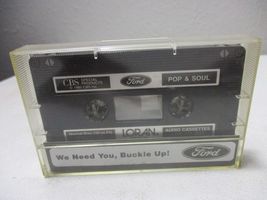 CBS SPECIAL PRODUCTS
Ford
POP & SOUL
LORAN
AUDIO CASSETTES
We Need You, Buckle Up!
Ford